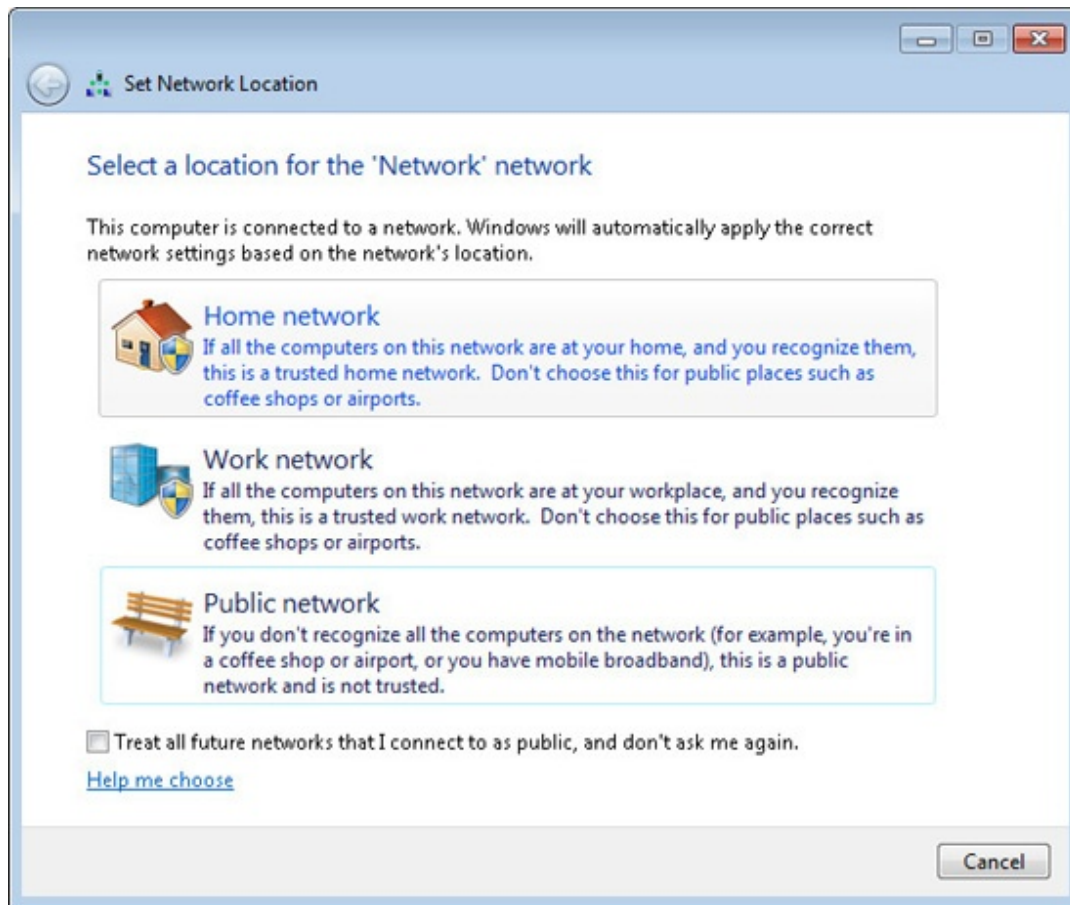 Set Network Location
Select a location for the 'Network' network
This computer is connected to a network. Windows will automatically apply the correct
network settings based on the network's location.
Home network
If all the computers on this network are at your home, and you recognize them,
this is a trusted home network.  Don't choose this for public places such as
coffee shops or airports.
Work network
If all the computers on this network are at your workplace, and you recognize
them, this is a trusted work network.  Don't choose this for public places such as
coffee shops or airports.
Public network
If you don't recognize all the computers on the network (for example, you're in
a coffee shop or airport, or you have mobile broadband), this is a public
network and is not trusted.
Treat all future networks that I connect to as public, and don't ask me again.
Help me choose
Cancel